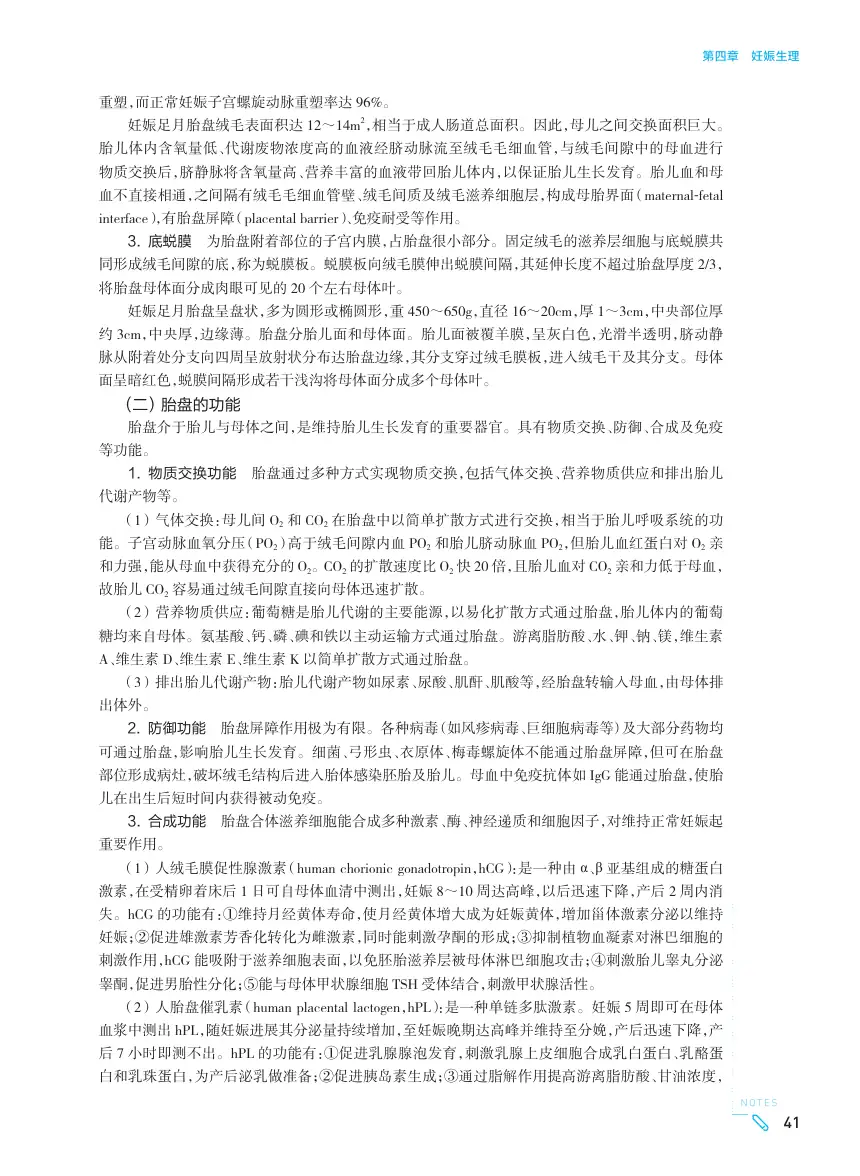 第四章 妊娠生理
重塑,而正常妊娠子宫螺旋动脉重塑率达 96%。
妊娠足月胎盘绒毛表面积达 12～14m²,相当于成人肠道总面积。因此,母儿之间交换面积巨大。
胎儿体内含氧量低、代谢废物浓度高的血液经脐动脉流至绒毛毛细血管,与绒毛间隙中的母血进行
物质交换后,脐静脉将含氧量高、营养丰富的血液带回胎儿体内,以保证胎儿生长发育。胎儿血和母
血不直接相通,之间隔有绒毛毛细血管壁、绒毛间质及绒毛滋养细胞层,构成母胎界面(maternal-fetal
interface),有胎盘屏障(placental barrier)、免疫耐受等作用。
3. 底蜕膜 为胎盘附着部位的子宫内膜,占胎盘很小部分。固定绒毛的滋养层细胞与底蜕膜共
同形成绒毛间隙的底,称为蜕膜板。蜕膜板向绒毛膜伸出蜕膜间隔,其延伸长度不超过胎盘厚度 2/3,
将胎盘母体面分成肉眼可见的 20 个左右母体叶。
妊娠足月胎盘呈盘状,多为圆形或椭圆形,重 450～650g,直径 16～20cm,厚 1～3cm,中央部位厚
约 3cm,中央厚,边缘薄。胎盘分胎儿面和母体面。胎儿面被覆羊膜,呈灰白色,光滑半透明,脐动静
脉从附着处分支向四周呈放射状分布达胎盘边缘,其分支穿过绒毛膜板,进入绒毛干及其分支。母体
面呈暗红色,蜕膜间隔形成若干浅沟将母体面分成多个母体叶。
(二)胎盘的功能
胎盘介于胎儿与母体之间,是维持胎儿生长发育的重要器官。具有物质交换、防御、合成及免疫
等功能。
1. 物质交换功能 胎盘通过多种方式实现物质交换,包括气体交换、营养物质供应和排出胎儿
代谢产物等。
(1)气体交换:母儿间 O₂ 和 CO₂ 在胎盘中以简单扩散方式进行交换,相当于胎儿呼吸系统的功
能。子宫动脉血氧分压(PO₂)高于绒毛间隙内血 PO₂ 和胎儿脐动脉血 PO₂,但胎儿血红蛋白对 O₂ 亲
和力强,能从母血中获得充分的 O₂。CO₂ 的扩散速度比 O₂ 快 20 倍,且胎儿血对 CO₂ 亲和力低于母血,
故胎儿 CO₂ 容易通过绒毛间隙直接向母体迅速扩散。
(2)营养物质供应:葡萄糖是胎儿代谢的主要能源,以易化扩散方式通过胎盘,胎儿体内的葡萄
糖均来自母体。氨基酸、钙、磷、碘和铁以主动运输方式通过胎盘。游离脂肪酸、水、钾、钠、镁,维生素
A、维生素 D、维生素 E、维生素 K 以简单扩散方式通过胎盘。
(3)排出胎儿代谢产物:胎儿代谢产物如尿素、尿酸、肌酐、肌酸等,经胎盘转输入母血,由母体排
出体外。
2. 防御功能 胎盘屏障作用极为有限。各种病毒(如风疹病毒、巨细胞病毒等)及大部分药物均
可通过胎盘,影响胎儿生长发育。细菌、弓形虫、衣原体、梅毒螺旋体不能通过胎盘屏障,但可在胎盘
部位形成病灶,破坏绒毛结构后进入胎体感染胚胎及胎儿。母血中免疫抗体如 IgG 能通过胎盘,使胎
儿在出生后短时间内获得被动免疫。
3. 合成功能 胎盘合体滋养细胞能合成多种激素、酶、神经递质和细胞因子,对维持正常妊娠起
重要作用。
(1)人绒毛膜促性腺激素(human chorionic gonadotropin,hCG):是一种由 α、β 亚基组成的糖蛋白
激素,在受精卵着床后 1 日可自母体血清中测出,妊娠 8～10 周达高峰,以后迅速下降,产后 2 周内消
失。hCG 的功能有:①维持月经黄体寿命,使月经黄体增大成为妊娠黄体,增加甾体激素分泌以维持
妊娠;②促进雄激素芳香化转化为雌激素,同时能刺激孕酮的形成;③抑制植物血凝素对淋巴细胞的
刺激作用,hCG 能吸附于滋养细胞表面,以免胚胎滋养层被母体淋巴细胞攻击;④刺激胎儿睾丸分泌
睾酮,促进男胎性分化;⑤能与母体甲状腺细胞 TSH 受体结合,刺激甲状腺活性。
(2)人胎盘催乳素(human placental lactogen,hPL):是一种单链多肽激素。妊娠 5 周即可在母体
血浆中测出 hPL,随妊娠进展其分泌量持续增加,至妊娠晚期达高峰并维持至分娩,产后迅速下降,产
后 7 小时即测不出。hPL 的功能有:①促进乳腺腺泡发育,刺激乳腺上皮细胞合成乳白蛋白、乳酪蛋
白和乳珠蛋白,为产后泌乳做准备;②促进胰岛素生成;③通过脂解作用提高游离脂肪酸、甘油浓度,
NOTES
41